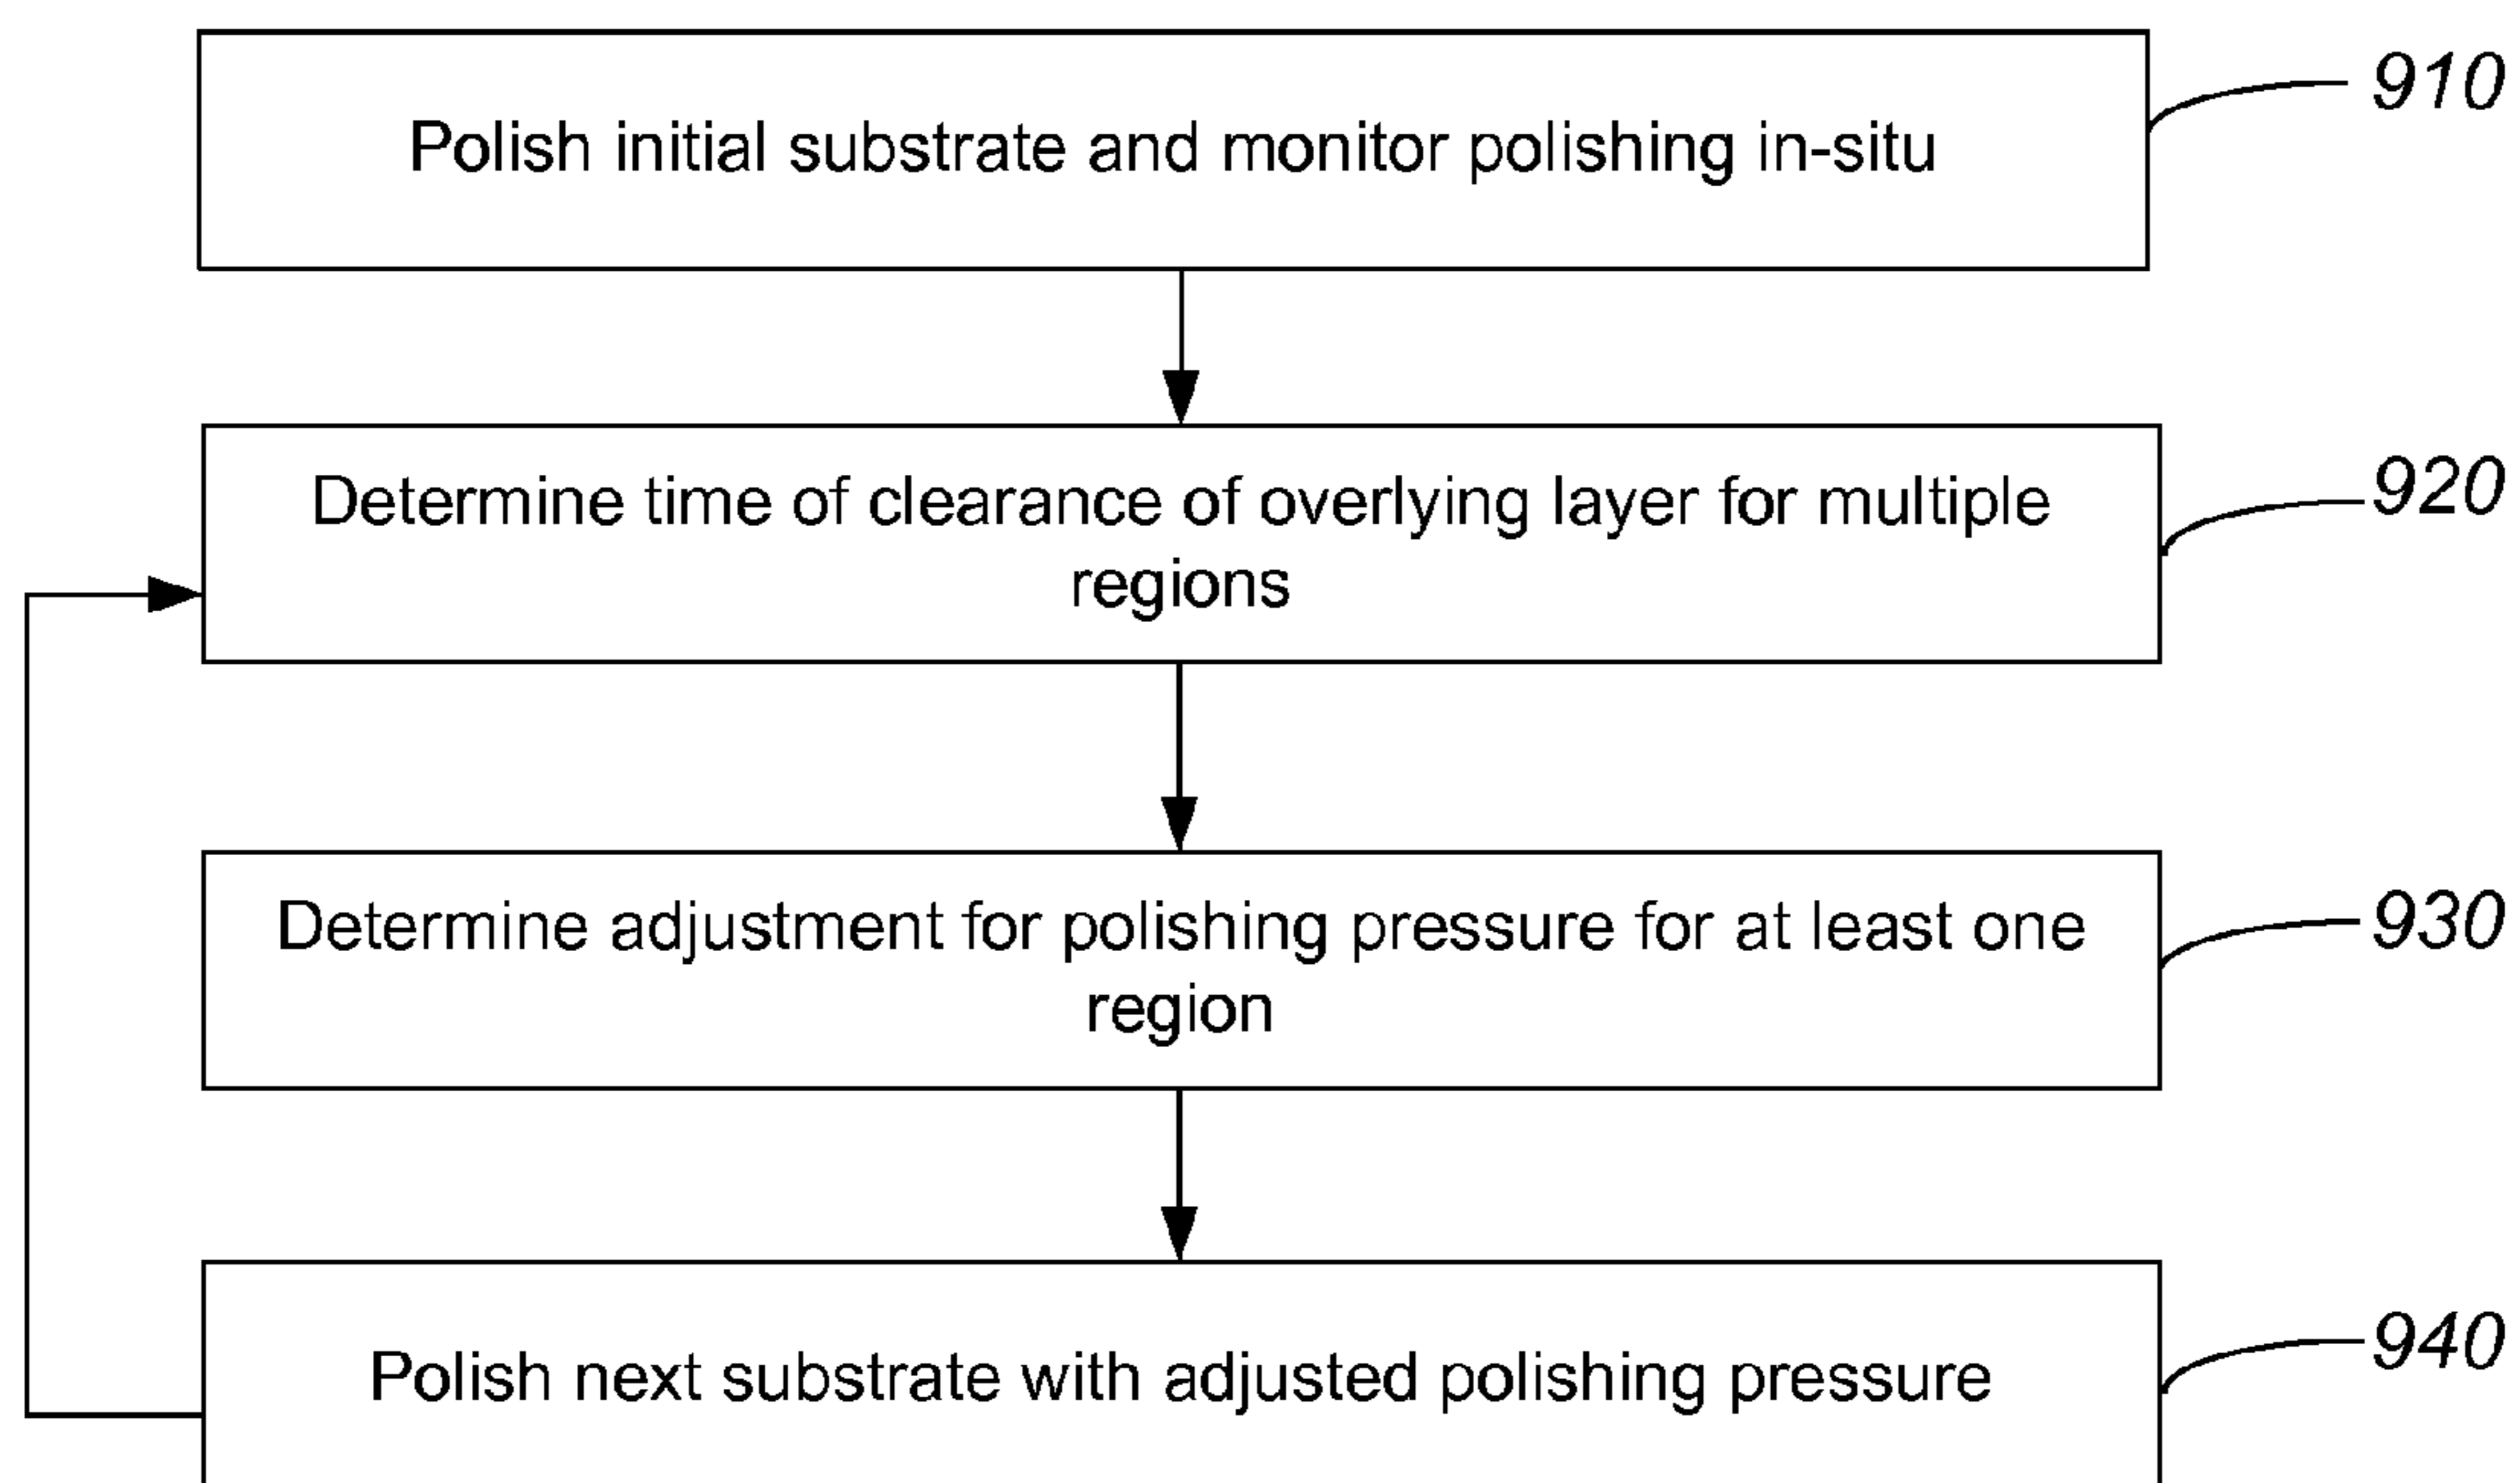 Polish initial substrate and monitor polishing in-situ
910
Determine time of clearance of overlying layer for multiple
regions
920
Determine adjustment for polishing pressure for at least one
region
930
Polish next substrate with adjusted polishing pressure
940